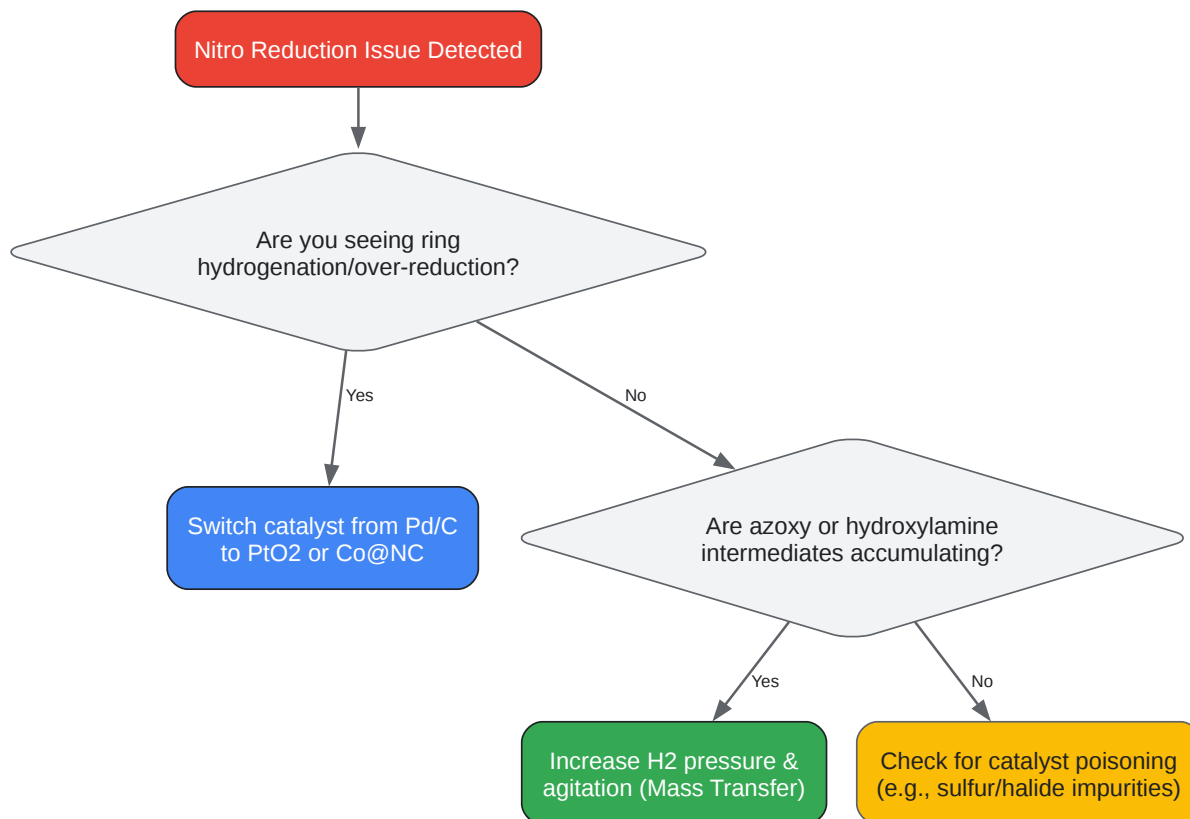 Nitro Reduction Issue Detected
Are you seeing ring
hydrogenation/over-reduction?
Yes
No
Switch catalyst from Pd/C
to PtO2 or Co@NC
Are azoxy or hydroxylamine
intermediates accumulating?
Yes
No
Increase H2 pressure &
agitation (Mass Transfer)
Check for catalyst poisoning
(e.g., sulfur/halide impurities)